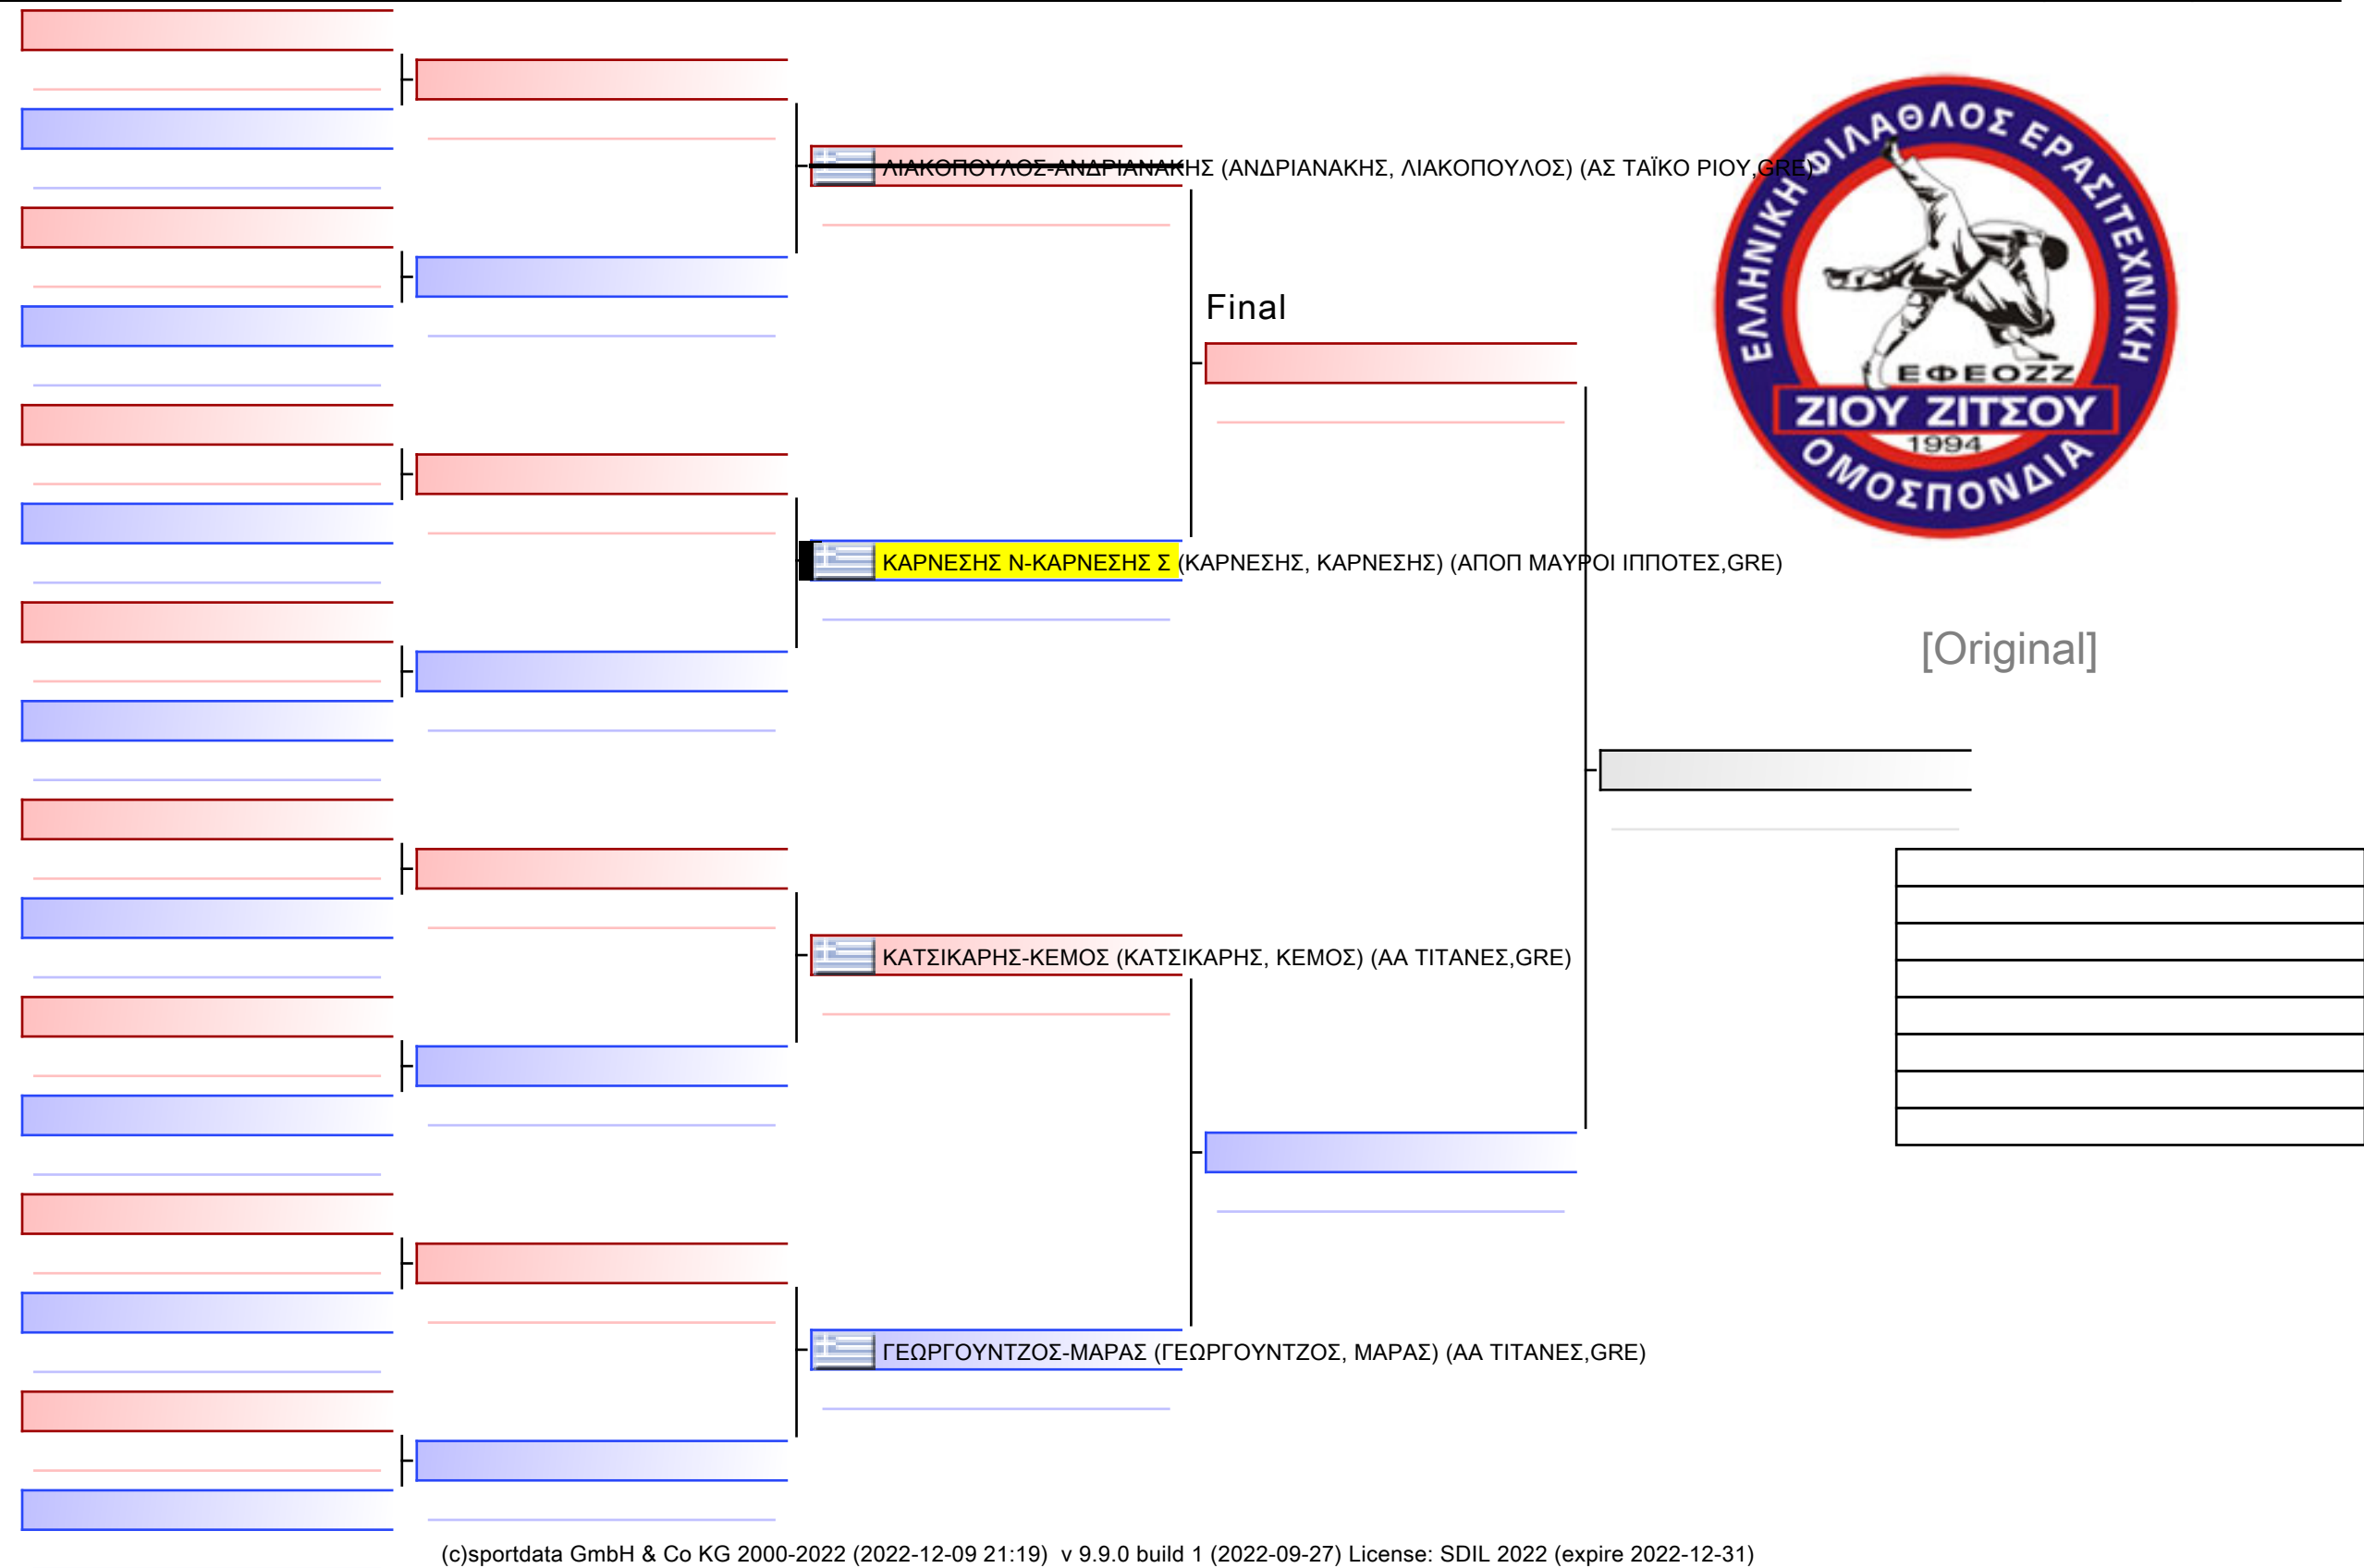 ΛΙΑΚΟΠΟΥΛΟΣ-ΑΝΔΡΙΑΝΑΚΗΣ (ΑΝΔΡΙΑΝΑΚΗΣ, ΛΙΑΚΟΠΟΥΛΟΣ) (ΑΣ ΤΑΪΚΟ ΡΙΟΥ,GRE)
ΕΛΛΗΝΙΚΗ ΦΙΛΑΘΛΟΣ ΕΡΑΣΙΤΕΧΝΙΚΗ
Final
ΕΦΕΟΖΖ
ΖΙΟΥ ΖΙΤΣΟΥ
1994
ΟΜΟΣΠΟΝΔΙΑ
ΚΑΡΝΕΣΗΣ Ν-ΚΑΡΝΕΣΗΣ Σ (ΚΑΡΝΕΣΗΣ, ΚΑΡΝΕΣΗΣ) (ΑΠΟΠ ΜΑΥΡΟΙ ΙΠΠΟΤΕΣ,GRE)
[Original]
ΚΑΤΣΙΚΑΡΗΣ-ΚΕΜΟΣ (ΚΑΤΣΙΚΑΡΗΣ, ΚΕΜΟΣ) (ΑΑ ΤΙΤΑΝΕΣ,GRE)
ΓΕΩΡΓΟΥΝΤΖΟΣ-ΜΑΡΑΣ (ΓΕΩΡΓΟΥΝΤΖΟΣ, ΜΑΡΑΣ) (ΑΑ ΤΙΤΑΝΕΣ,GRE)
(c)sportdata GmbH & Co KG 2000-2022 (2022-12-09 21:19) v 9.9.0 build 1 (2022-09-27) License: SDIL 2022 (expire 2022-12-31)